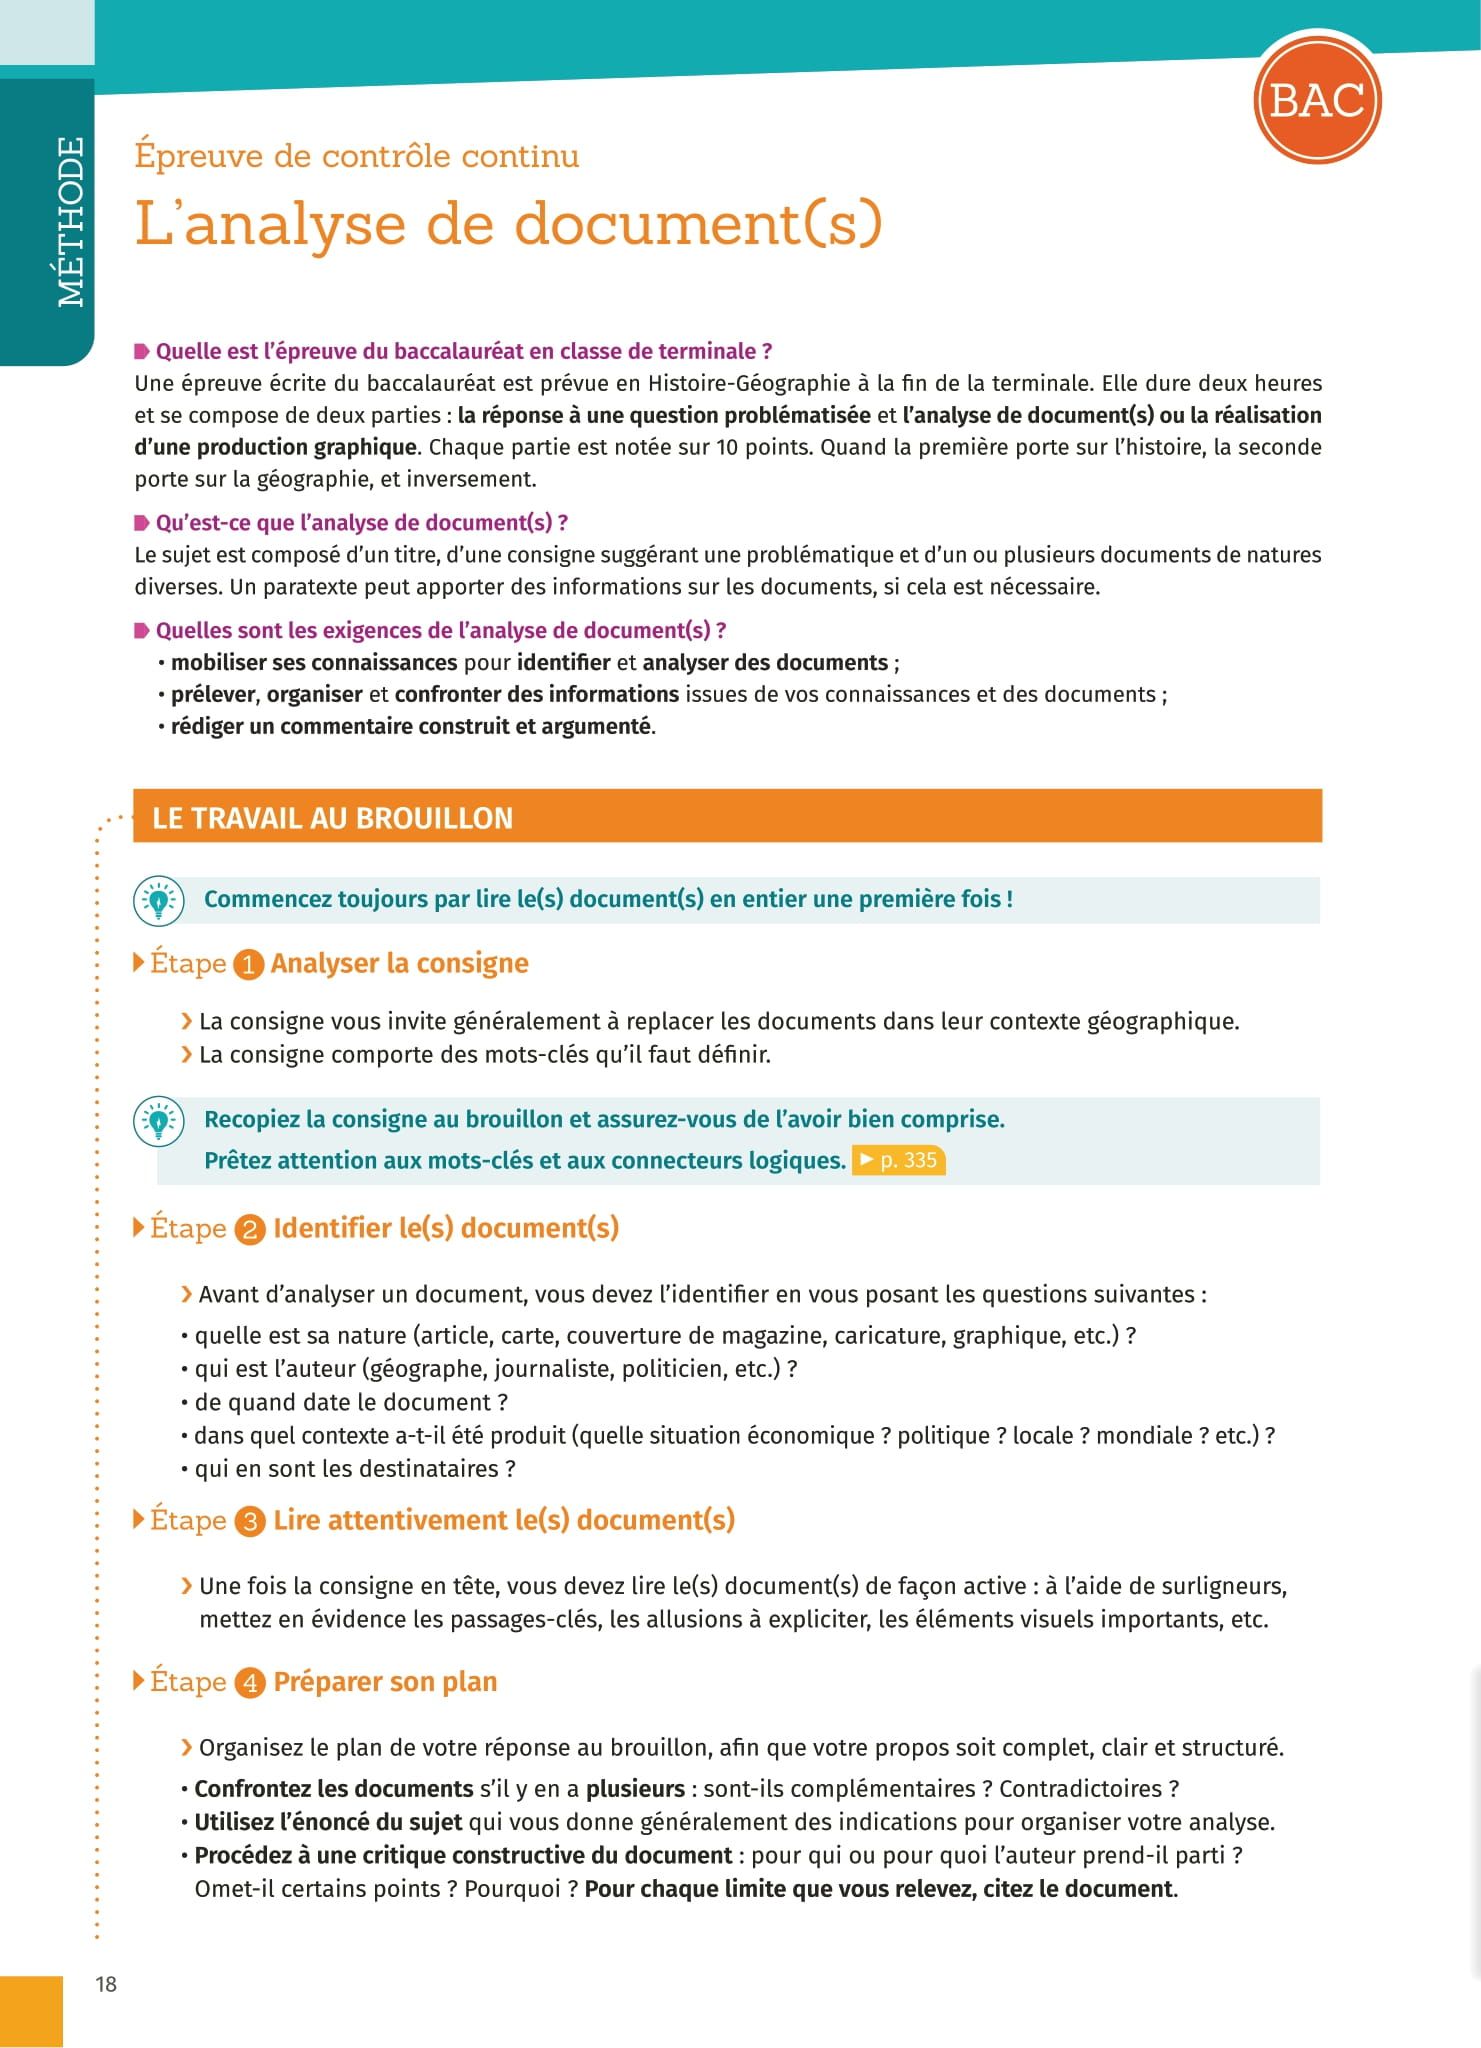 BAC
MÉTHODE
Épreuve de contrôle continu
L'analyse de document(s)
Quelle est l'épreuve du baccalauréat en classe de terminale ?
Une épreuve écrite du baccalauréat est prévue en Histoire-Géographie à la fin de la terminale. Elle dure deux heures
et se compose de deux parties : la réponse à une question problématisée et l'analyse de document(s) ou la réalisation
d'une production graphique. Chaque partie est notée sur 10 points. Quand la première porte sur l'histoire, la seconde
porte sur la géographie, et inversement.
Qu'est-ce que l'analyse de document(s) ?
Le sujet est composé d'un titre, d'une consigne suggérant une problématique et d'un ou plusieurs documents de natures
diverses. Un paratexte peut apporter des informations sur les documents, si cela est nécessaire.
Quelles sont les exigences de l'analyse de document(s) ?
• mobiliser ses connaissances pour identifier et analyser des documents ;
• prélever, organiser et confronter des informations issues de vos connaissances et des documents ;
• rédiger un commentaire construit et argumenté.
LE TRAVAIL AU BROUILLON
Commencez toujours par lire le(s) document(s) en entier une première fois !
Étape 1 Analyser la consigne
› La consigne vous invite généralement à replacer les documents dans leur contexte géographique.
› La consigne comporte des mots-clés qu'il faut définir.
Recopiez la consigne au brouillon et assurez-vous de l'avoir bien comprise.
Prêtez attention aux mots-clés et aux connecteurs logiques. ► p. 335
Étape 2 Identifier le(s) document(s)
› Avant d'analyser un document, vous devez l'identifier en vous posant les questions suivantes :
• quelle est sa nature (article, carte, couverture de magazine, caricature, graphique, etc.) ?
• qui est l'auteur (géographe, journaliste, politicien, etc.) ?
• de quand date le document ?
• dans quel contexte a-t-il été produit (quelle situation économique ? politique ? locale ? mondiale ? etc.) ?
• qui en sont les destinataires ?
Étape 3 Lire attentivement le(s) document(s)
› Une fois la consigne en tête, vous devez lire le(s) document(s) de façon active : à l'aide de surligneurs,
mettez en évidence les passages-clés, les allusions à expliciter, les éléments visuels importants, etc.
Étape 4 Préparer son plan
› Organisez le plan de votre réponse au brouillon, afin que votre propos soit complet, clair et structuré.
• Confrontez les documents s'il y en a plusieurs : sont-ils complémentaires ? Contradictoires ?
• Utilisez l'énoncé du sujet qui vous donne généralement des indications pour organiser votre analyse.
• Procédez à une critique constructive du document : pour qui ou pour quoi l'auteur prend-il parti ?
Omet-il certains points ? Pourquoi ? Pour chaque limite que vous relevez, citez le document.
18